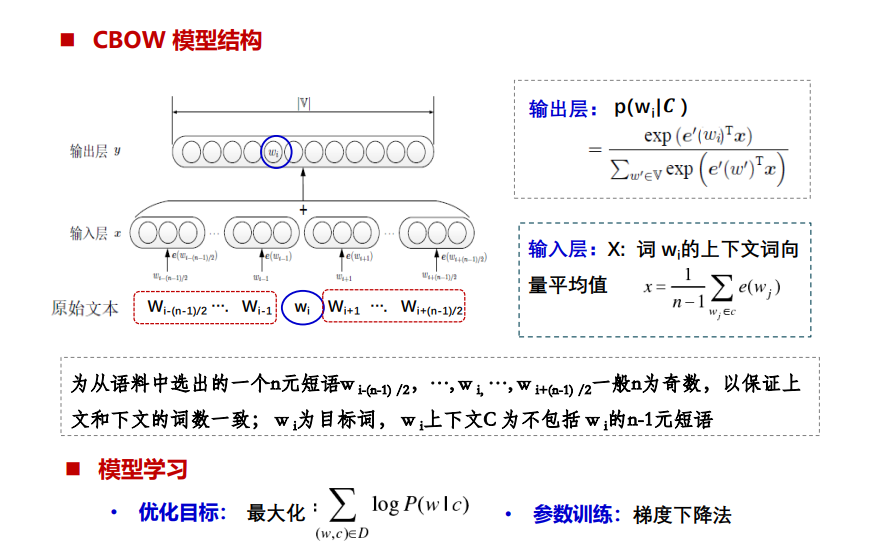 ■ CBOW 模型结构
|𝕍|
输出层 y
wᵢ
+
输入层 x
··· ···
e(w_{i-(n-1)/2}) e(w_{i-1}) e(w_{i+1}) e(w_{i+(n-1)/2})
w_{i-(n-1)/2} w_{i-1} w_{i+1} w_{i+(n-1)/2}
原始文本 W_{i-(n-1)/2} …. W_{i-1} w_i W_{i+1} …. W_{i+(n-1)/2}
输出层： p(w_i|C )
= exp (e′(w_i)^T x) / ∑_{w′∈𝕍} exp (e′(w′)^T x)
输入层：X: 词 w_i的上下文词向
量平均值 x = 1/(n−1) ∑_{w_j∈c} e(w_j)
为从语料中选出的一个n元短语w_{i-(n-1) /2}，…,w_{i,}…,w_{i+(n-1) /2}一般n为奇数，以保证上
文和下文的词数一致；w_i为目标词，w_i上下文C 为不包括 w_i的n-1元短语
■ 模型学习
• 优化目标： 最大化： ∑_{(w,c)∈D} log P(w | c)
• 参数训练：梯度下降法